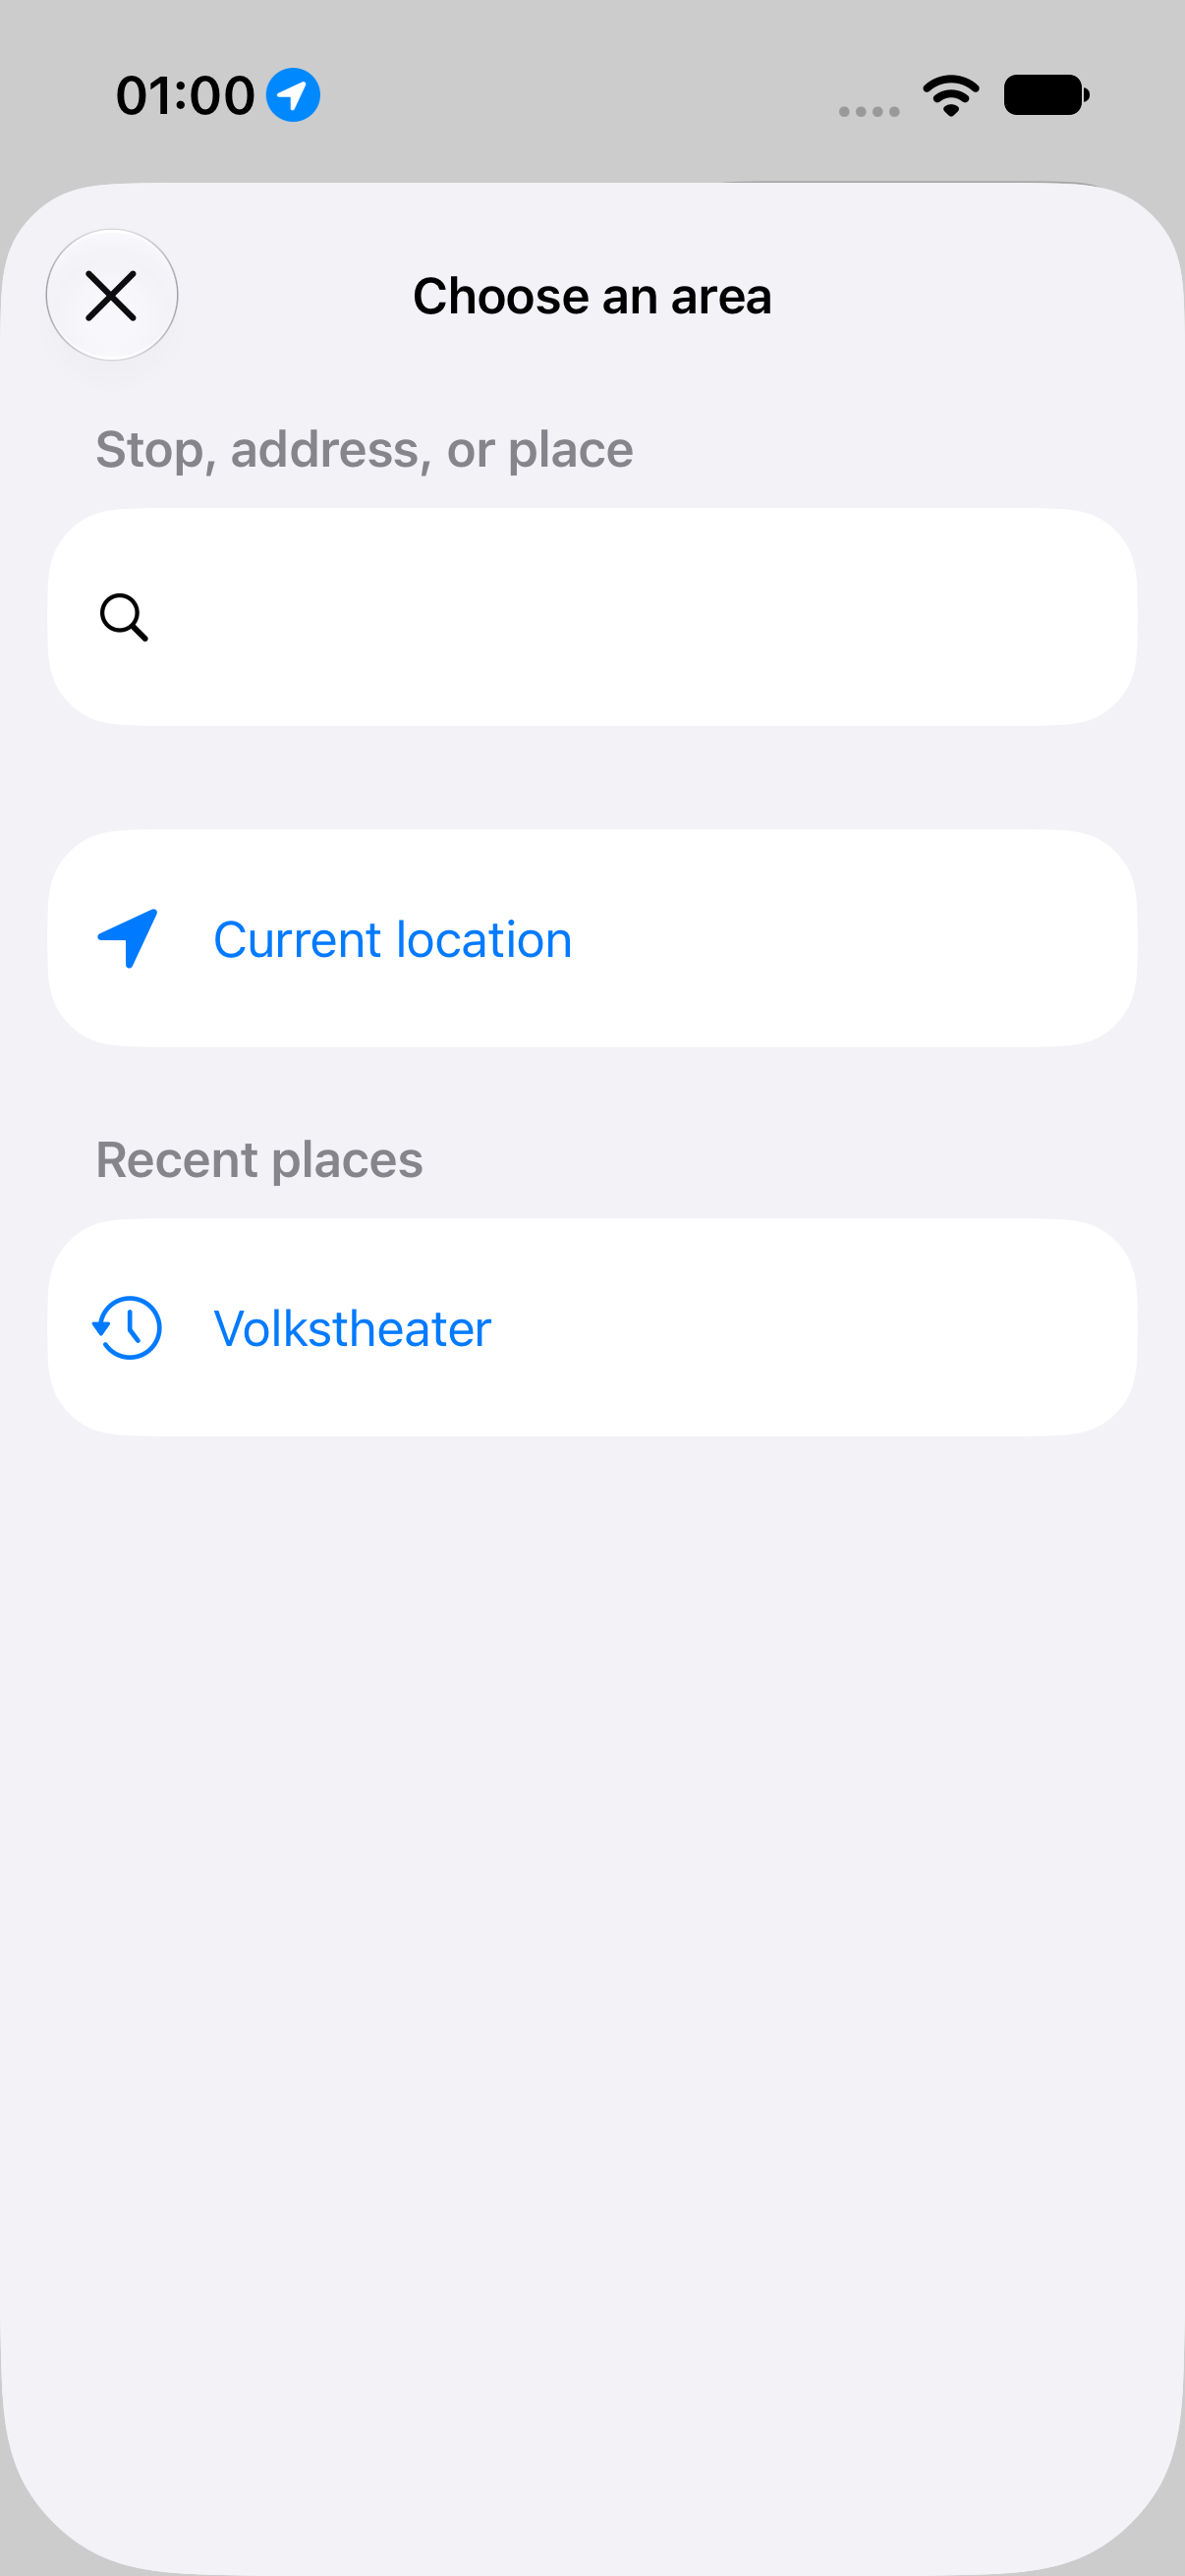 01:00
Choose an area
Stop, address, or place
Current location
Recent places
Volkstheater